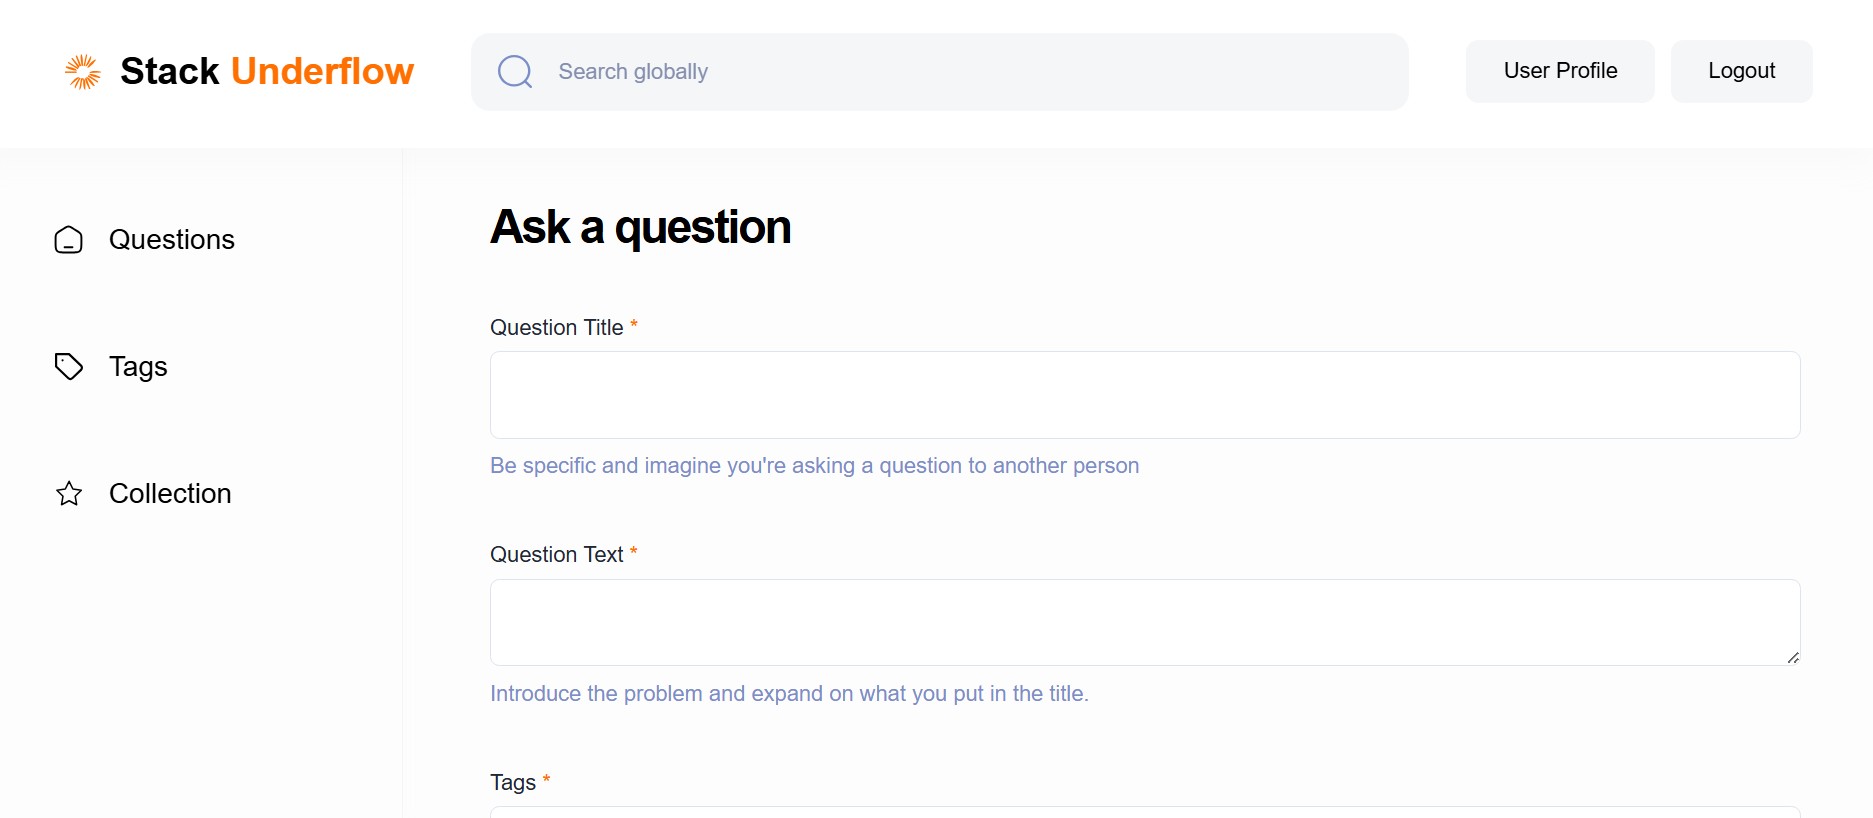 Stack Underflow
Search globally
User Profile
Logout
Questions
Tags
Collection
Ask a question
Question Title *
Be specific and imagine you're asking a question to another person
Question Text *
Introduce the problem and expand on what you put in the title.
Tags *